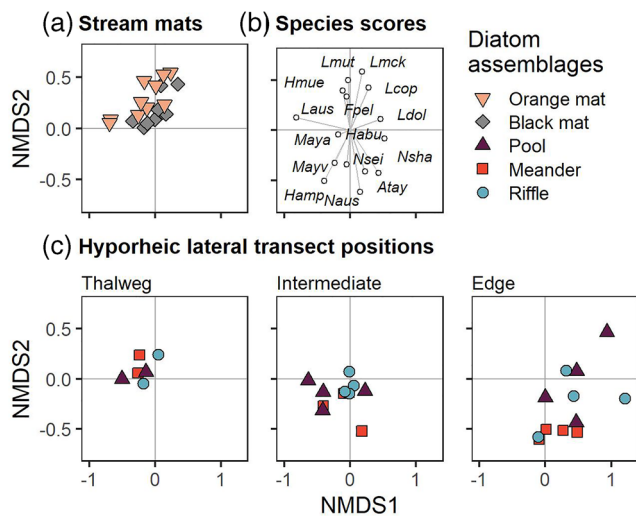 (a) Stream mats
(b) Species scores
Diatom
assemblages
Orange mat
Black mat
Pool
Meander
Riffle
NMDS2
0.5
0.0
-0.5
Lmut
Lmck
Hmue
Lcop
Laus
Fpel
Ldol
Maya
Habu
Mayv
Nsei
Nsha
Hamp
Naus
Atay
(c) Hyporheic lateral transect positions
Thalweg
Intermediate
Edge
NMDS2
0.5
0.0
-0.5
-1 0 1
-1 0 1
-1 0 1
NMDS1